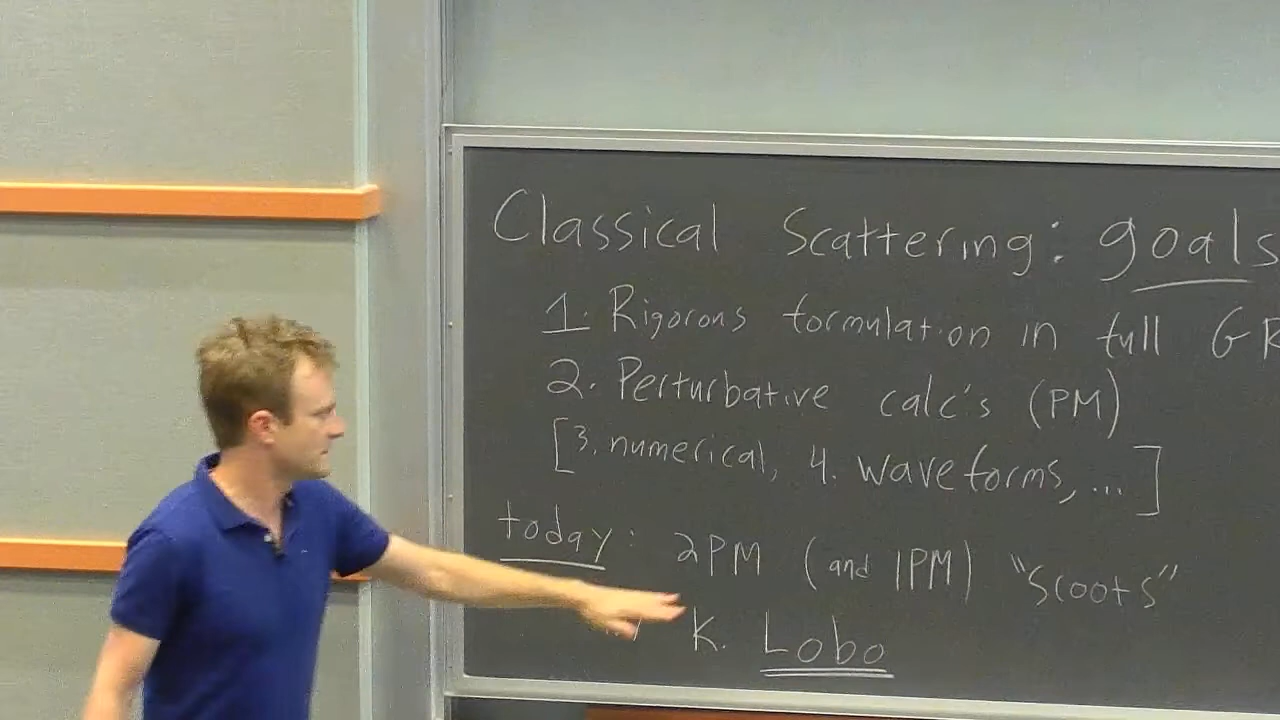 Classical Scattering: goals
1. Rigorous formulation in full GR
2. Perturbative calc's (PM)
[3. numerical, 4. waveforms, ...]
today: 2PM (and 1PM) "Scoots"
K. Lobo